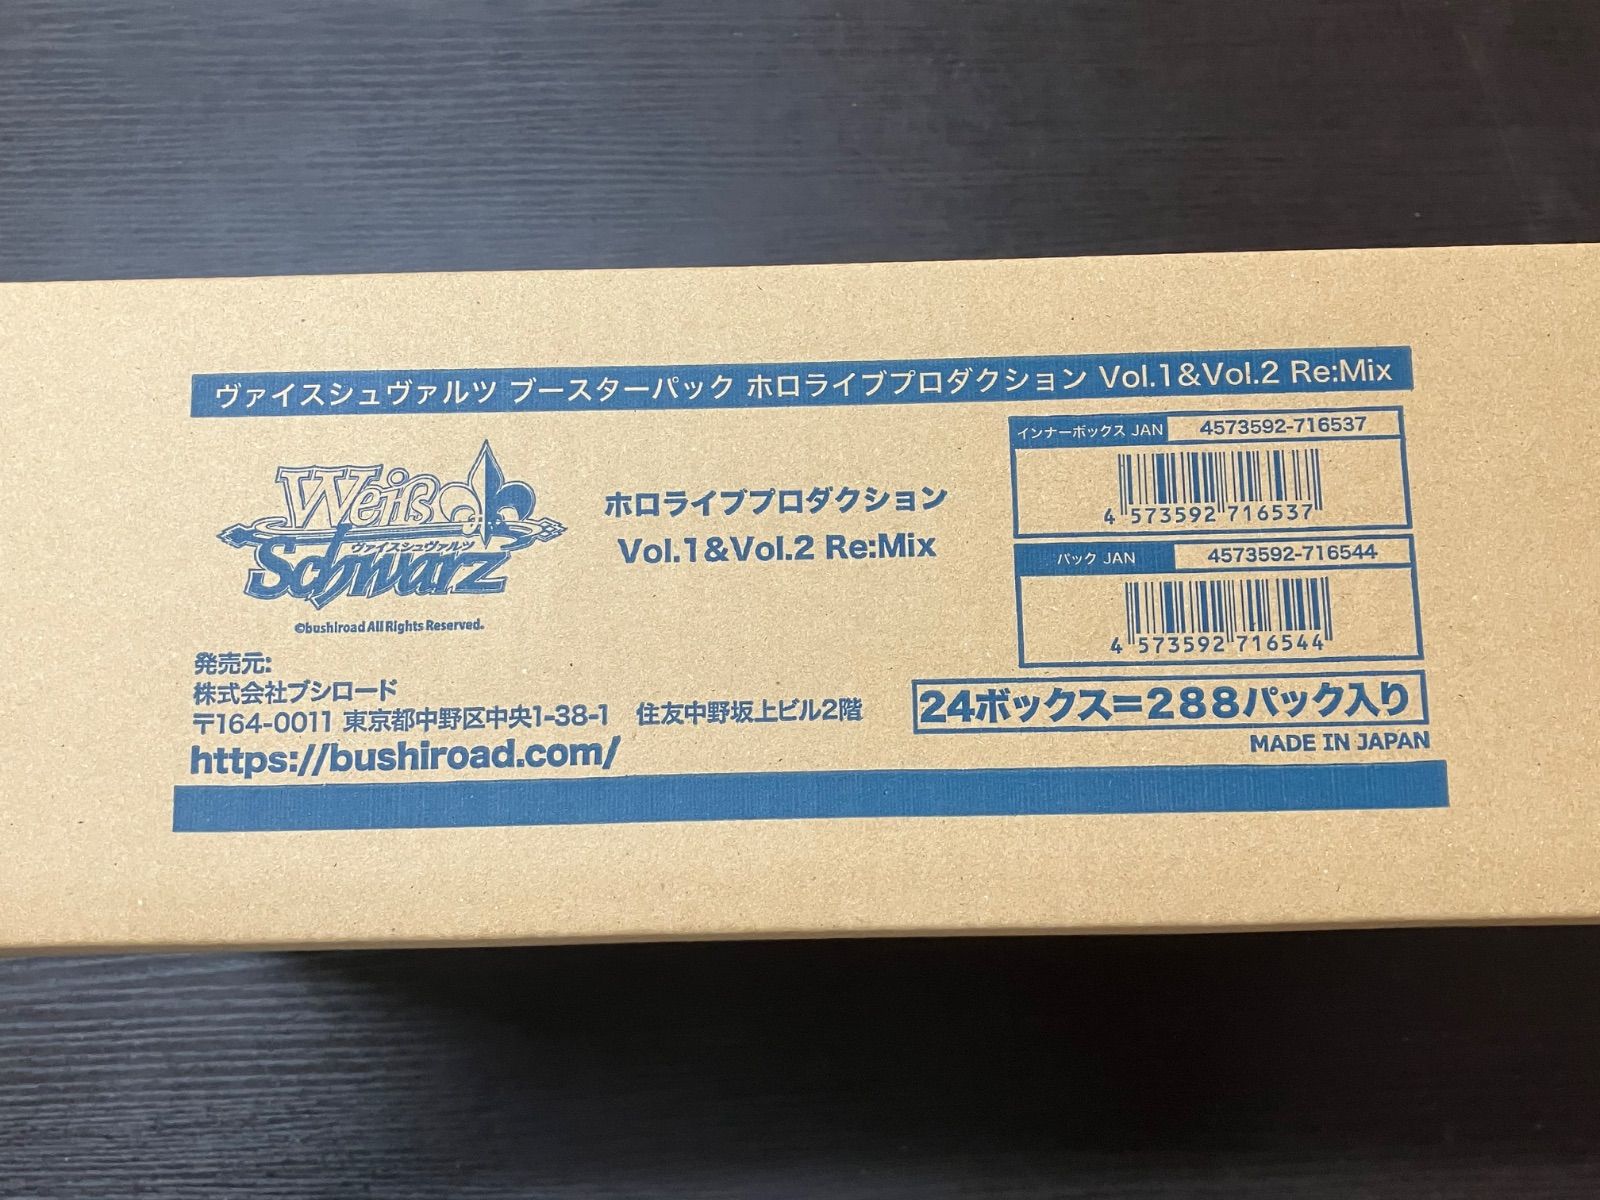 ヴァイスシュヴァルツ ブースターパック ホロライブプロダクション Vol.1&Vol.2 Re:Mix
Weiß
ヴァイスシュヴァルツ
Schwarz
©bushiroad All Rights Reserved.
ホロライブプロダクション
Vol.1&Vol.2 Re:Mix
インナーボックス JAN 4573592-716537
4 573592 716537
パック JAN 4573592-716544
4 573592 716544
発売元:
株式会社ブシロード
〒164-0011 東京都中野区中央1-38-1 住友中野坂上ビル2階
https://bushiroad.com/
24ボックス=288パック入り
MADE IN JAPAN